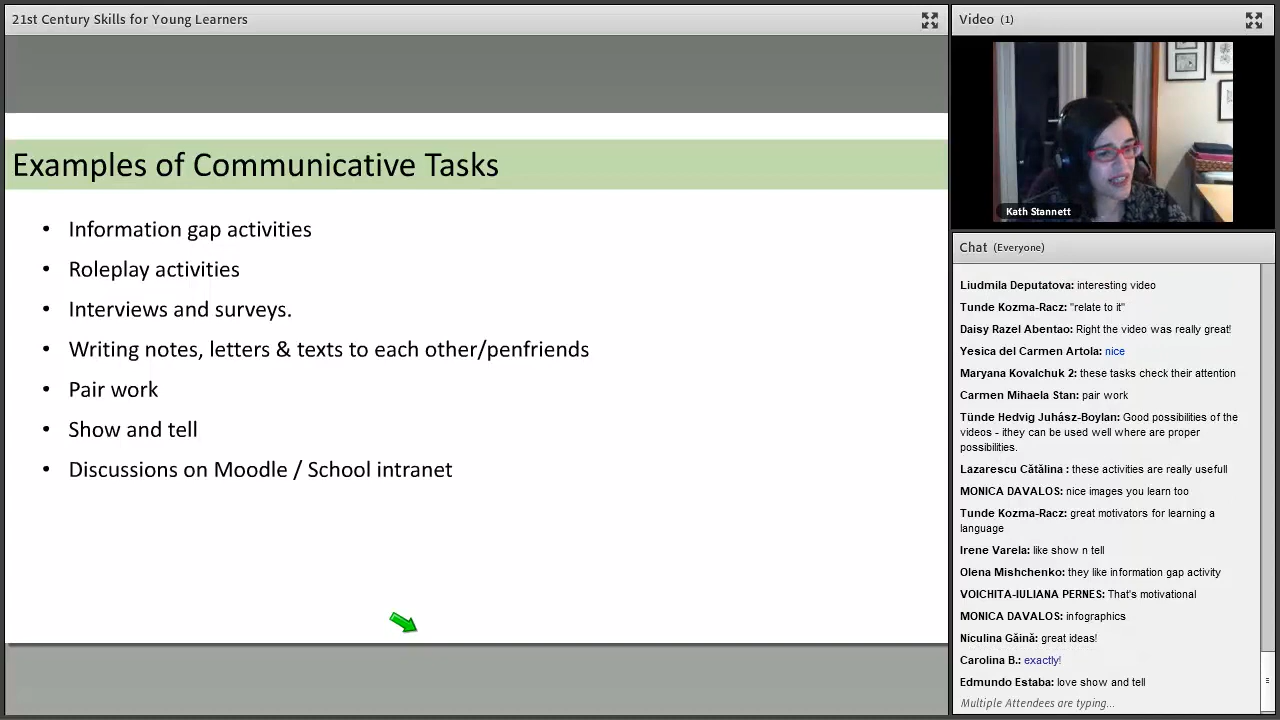 21st Century Skills for Young Learners
Examples of Communicative Tasks
• Information gap activities
• Roleplay activities
• Interviews and surveys.
• Writing notes, letters & texts to each other/penfriends
• Pair work
• Show and tell
• Discussions on Moodle / School intranet
Video (1)
Kath Stannett
Chat (Everyone)
Liudmila Deputatova: interesting video
Tunde Kozma-Racz: "relate to it"
Daisy Razel Abentao: Right the video was really great!
Yesica del Carmen Artola: nice
Maryana Kovalchuk 2: these tasks check their attention
Carmen Mihaela Stan: pair work
Tünde Hedvig Juhász-Boylan: Good possibilities of the
videos - ithey can be used well where are proper
possibilities.
Lazarescu Cătălina : these activities are really usefull
MONICA DAVALOS: nice images you learn too
Tunde Kozma-Racz: great motivators for learning a
language
Irene Varela: like show n tell
Olena Mishchenko: they like information gap activity
VOICHITA-IULIANA PERNES: That's motivational
MONICA DAVALOS: infographics
Niculina Găină: great ideas!
Carolina B.: exactly!
Edmundo Estaba: love show and tell
Multiple Attendees are typing...